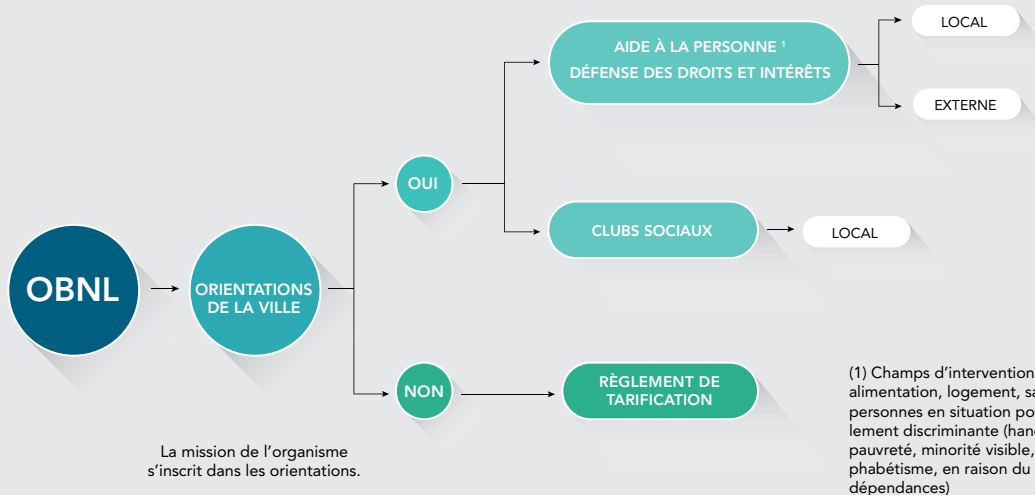 OBNL
ORIENTATIONS
DE LA VILLE
La mission de l'organisme
s'inscrit dans les orientations.
OUI
NON
AIDE À LA PERSONNE ¹
DÉFENSE DES DROITS ET INTÉRÊTS
LOCAL
EXTERNE
CLUBS SOCIAUX
LOCAL
RÈGLEMENT DE
TARIFICATION
(1) Champs d'intervention
alimentation, logement,
personnes en situation
lement discriminante
pauvreté, minorité visible,
phabétisme, en raison du
dépendances)